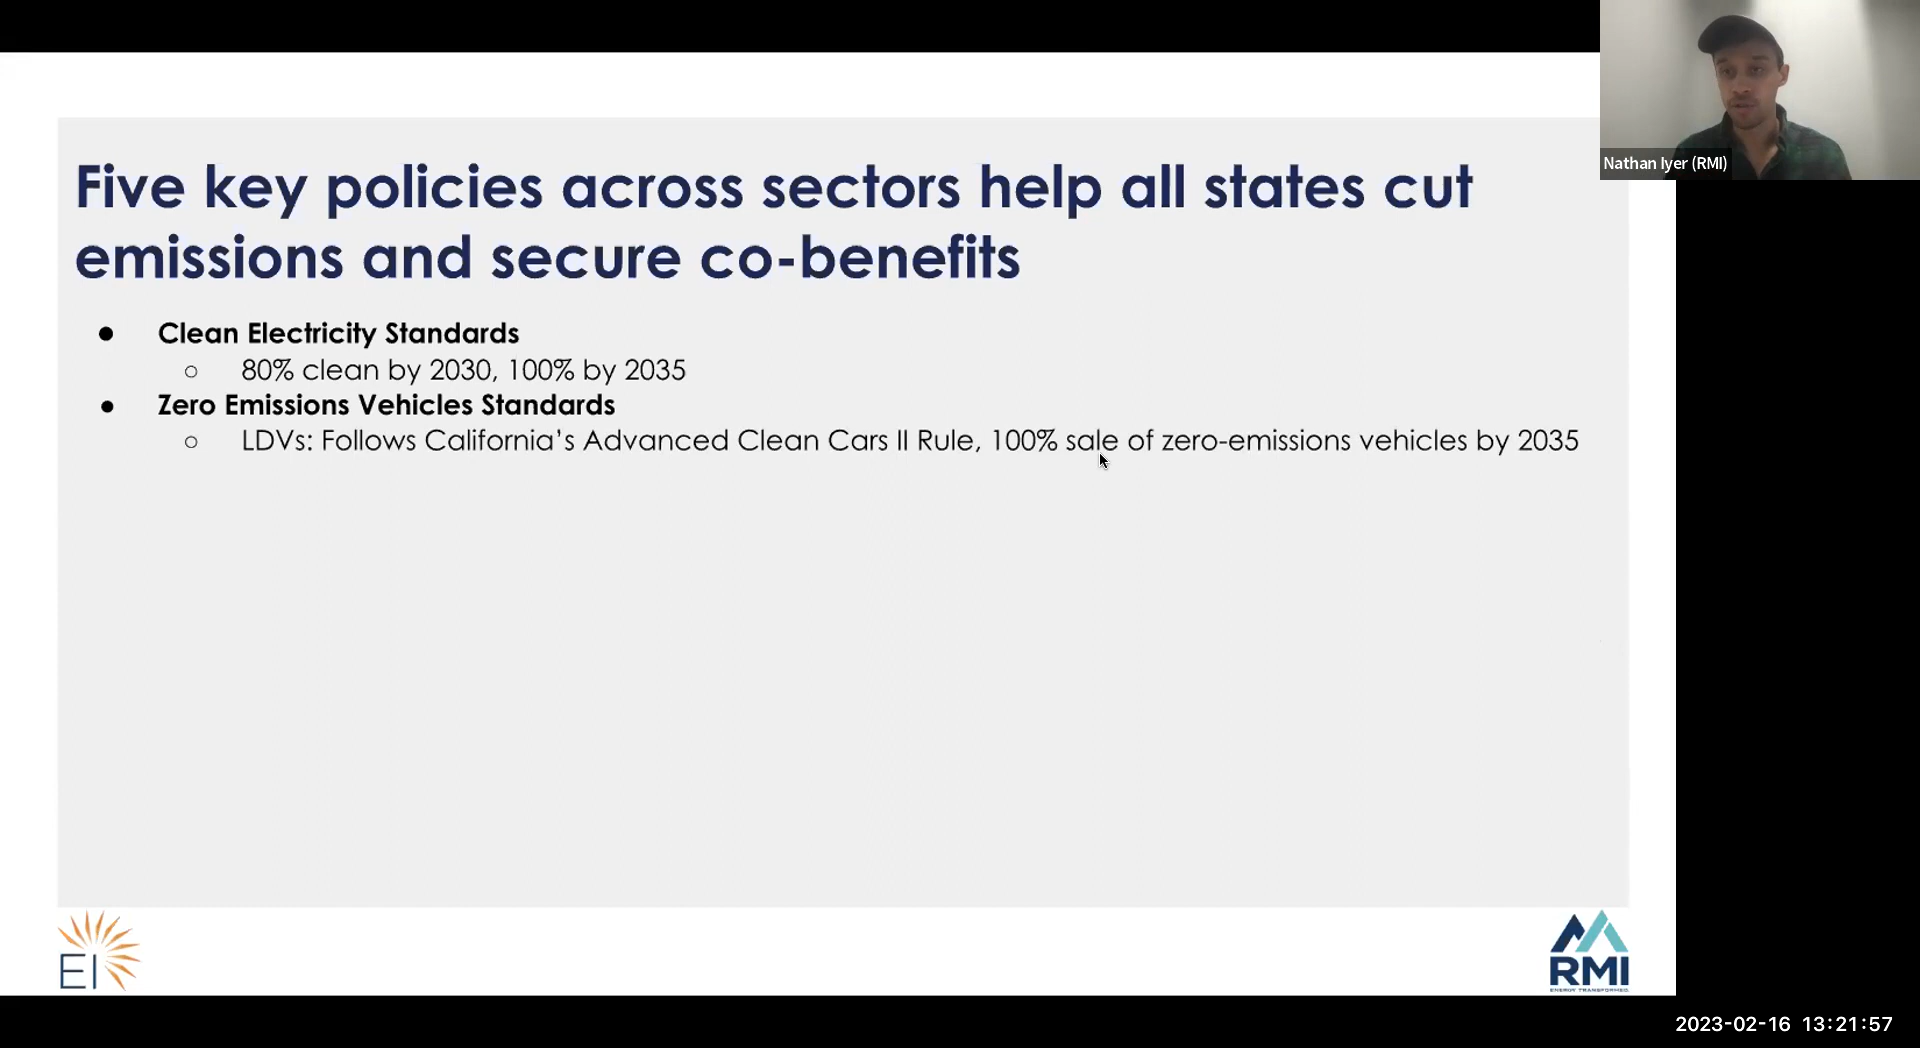 Nathan Iyer (RMI)
Five key policies across sectors help all states cut
emissions and secure co-benefits
● Clean Electricity Standards
○ 80% clean by 2030, 100% by 2035
● Zero Emissions Vehicles Standards
○ LDVs: Follows California’s Advanced Clean Cars II Rule, 100% sale of zero-emissions vehicles by 2035
EI
RMI
ENERGY TRANSFORMED.
2023-02-16 13:21:57